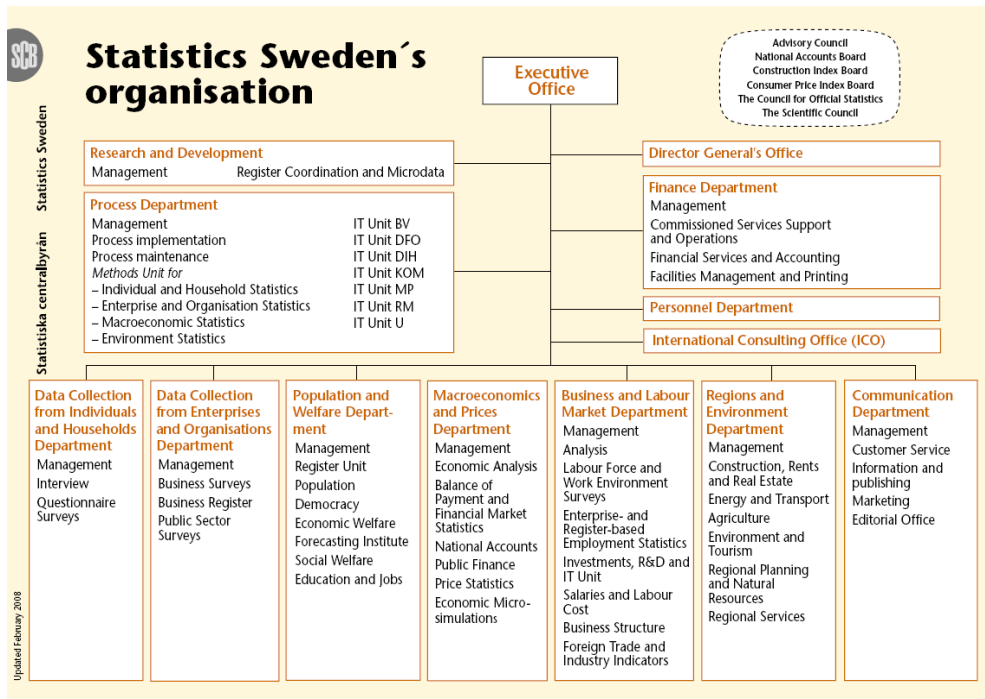 SCB
Statistics Sweden´s
organisation
Statistiska centralbyrån Statistics Sweden
Updated February 2008
Executive
Office
Advisory Council
National Accounts Board
Construction Index Board
Consumer Price Index Board
The Council for Official Statistics
The Scientific Council
Research and Development
Management Register Coordination and Microdata
Process Department
Management IT Unit BV
Process implementation IT Unit DFO
Process maintenance IT Unit DIH
Methods Unit for IT Unit KOM
– Individual and Household Statistics IT Unit MP
– Enterprise and Organisation Statistics IT Unit RM
– Macroeconomic Statistics IT Unit U
– Environment Statistics
Director General's Office
Finance Department
Management
Commissioned Services Support
and Operations
Financial Services and Accounting
Facilities Management and Printing
Personnel Department
International Consulting Office (ICO)
Data Collection
from Individuals
and Households
Department
Management
Interview
Questionnaire
Surveys
Data Collection
from Enterprises
and Organisations
Department
Management
Business Surveys
Business Register
Public Sector
Surveys
Population and
Welfare Depart-
ment
Management
Register Unit
Population
Democracy
Economic Welfare
Forecasting Institute
Social Welfare
Education and Jobs
Macroeconomics
and Prices
Department
Management
Economic Analysis
Balance of
Payment and
Financial Market
Statistics
National Accounts
Public Finance
Price Statistics
Economic Micro-
simulations
Business and Labour
Market Department
Management
Analysis
Labour Force and
Work Environment
Surveys
Enterprise- and
Register-based
Employment Statistics
Investments, R&D and
IT Unit
Salaries and Labour
Cost
Business Structure
Foreign Trade and
Industry Indicators
Regions and
Environment
Department
Management
Construction, Rents
and Real Estate
Energy and Transport
Agriculture
Environment and
Tourism
Regional Planning
and Natural
Resources
Regional Services
Communication
Department
Management
Customer Service
Information and
publishing
Marketing
Editorial Office